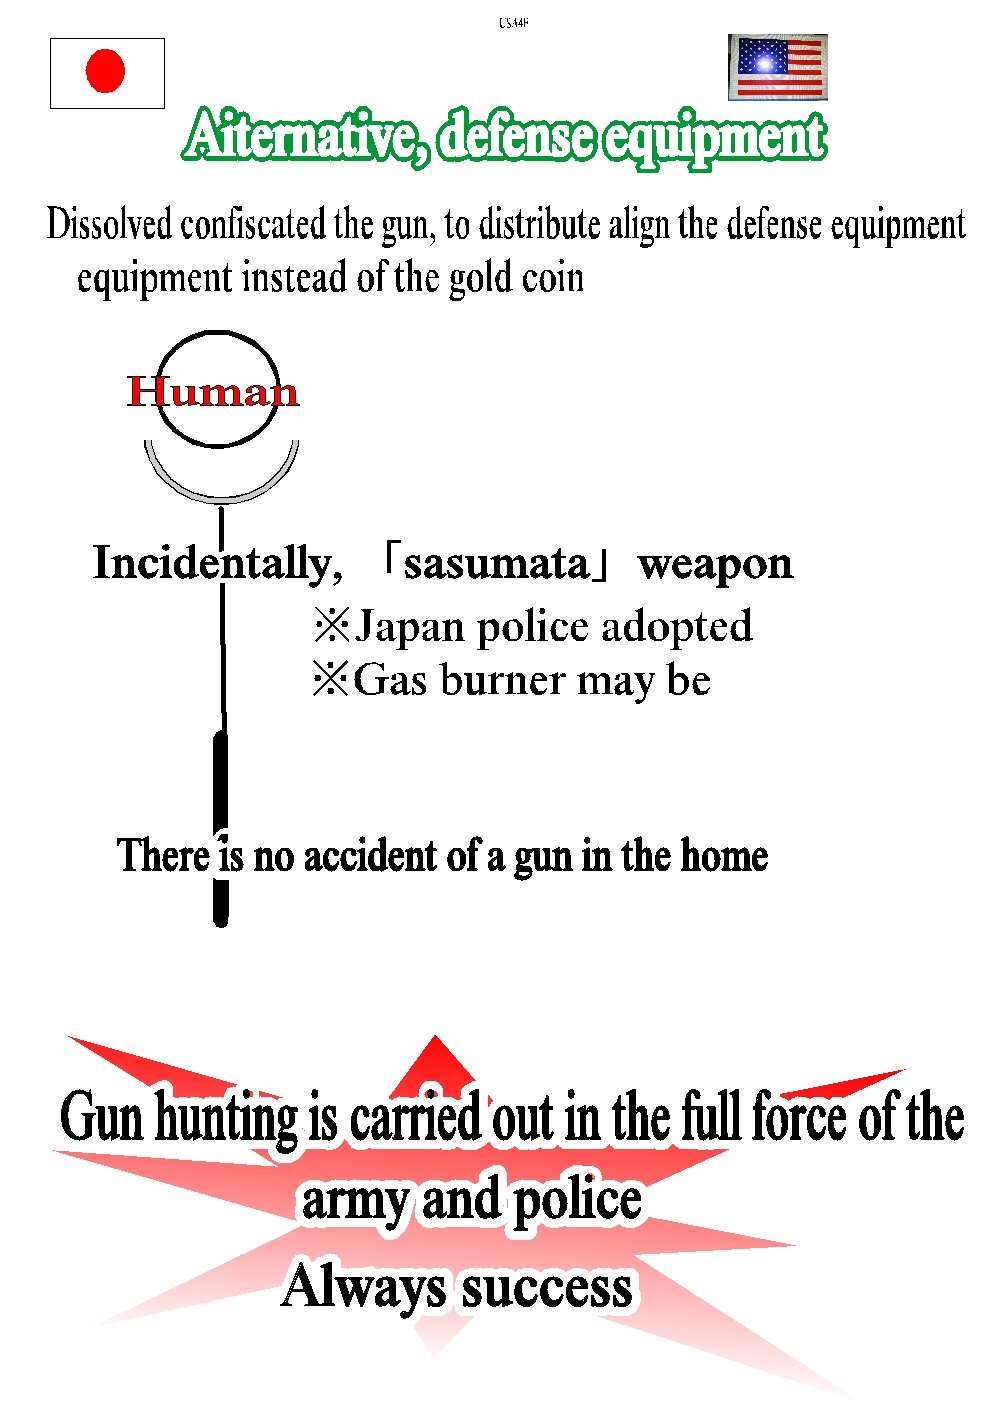 USA4F
Aiternative, defense equipment
Dissolved confiscated the gun, to distribute align the defense equipment
equipment instead of the gold coin
Human
Incidentally, 「sasumata」 weapon
※Japan police adopted
※Gas burner may be
There is no accident of a gun in the home
Gun hunting is carried out in the full force of the
army and police
Always success